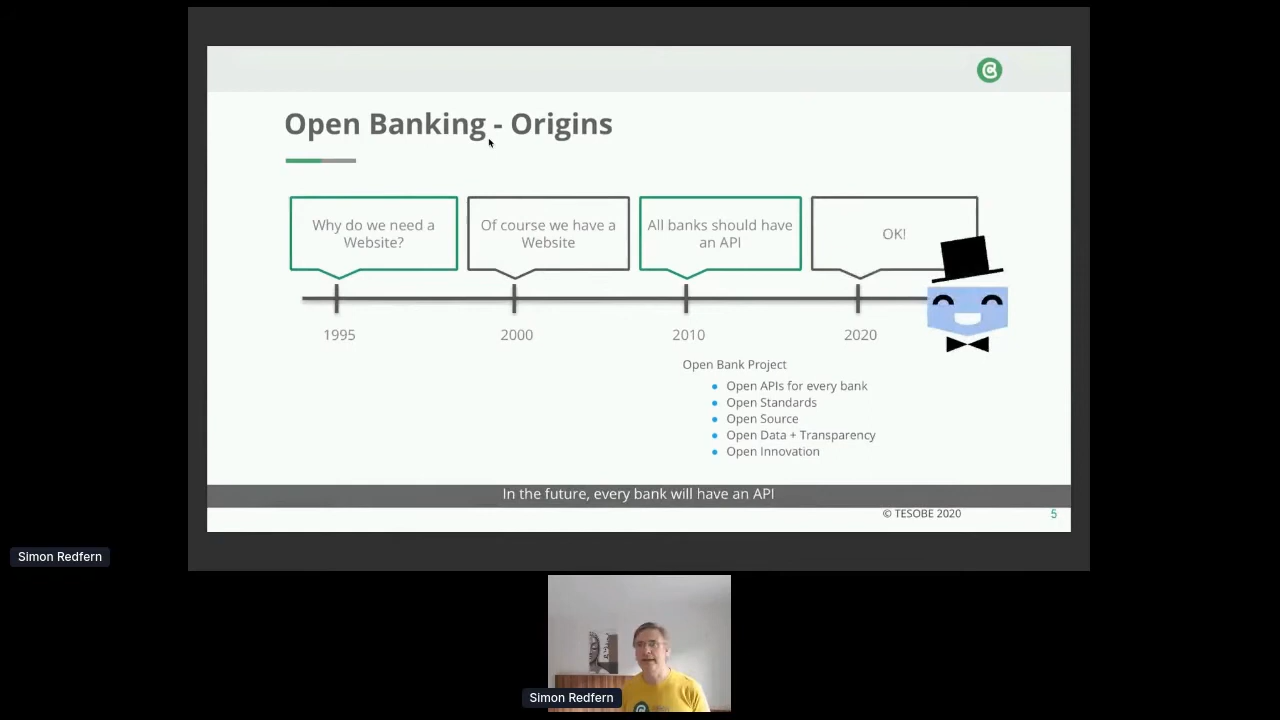 Open Banking - Origins
Why do we need a
Website?
Of course we have a
Website
All banks should have
an API
OK!
1995
2000
2010
2020
Open Bank Project
Open APIs for every bank
Open Standards
Open Source
Open Data + Transparency
Open Innovation
In the future, every bank will have an API
© TESOBE 2020
5
Simon Redfern
Simon Redfern